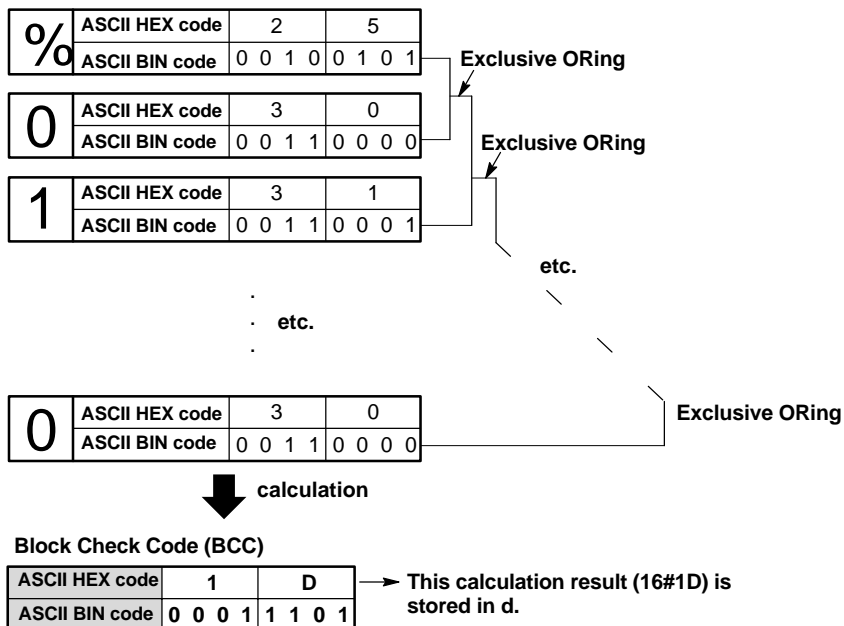 % ASCII HEX code 2 5
ASCII BIN code 0 0 1 0 0 1 0 1
Exclusive ORing
0 ASCII HEX code 3 0
ASCII BIN code 0 0 1 1 0 0 0 0
Exclusive ORing
1 ASCII HEX code 3 1
ASCII BIN code 0 0 1 1 0 0 0 1
etc.
.
. etc.
.
0 ASCII HEX code 3 0
ASCII BIN code 0 0 1 1 0 0 0 0
Exclusive ORing
calculation
Block Check Code (BCC)
ASCII HEX code 1 D
ASCII BIN code 0 0 0 1 1 1 0 1
This calculation result (16#1D) is
stored in d.